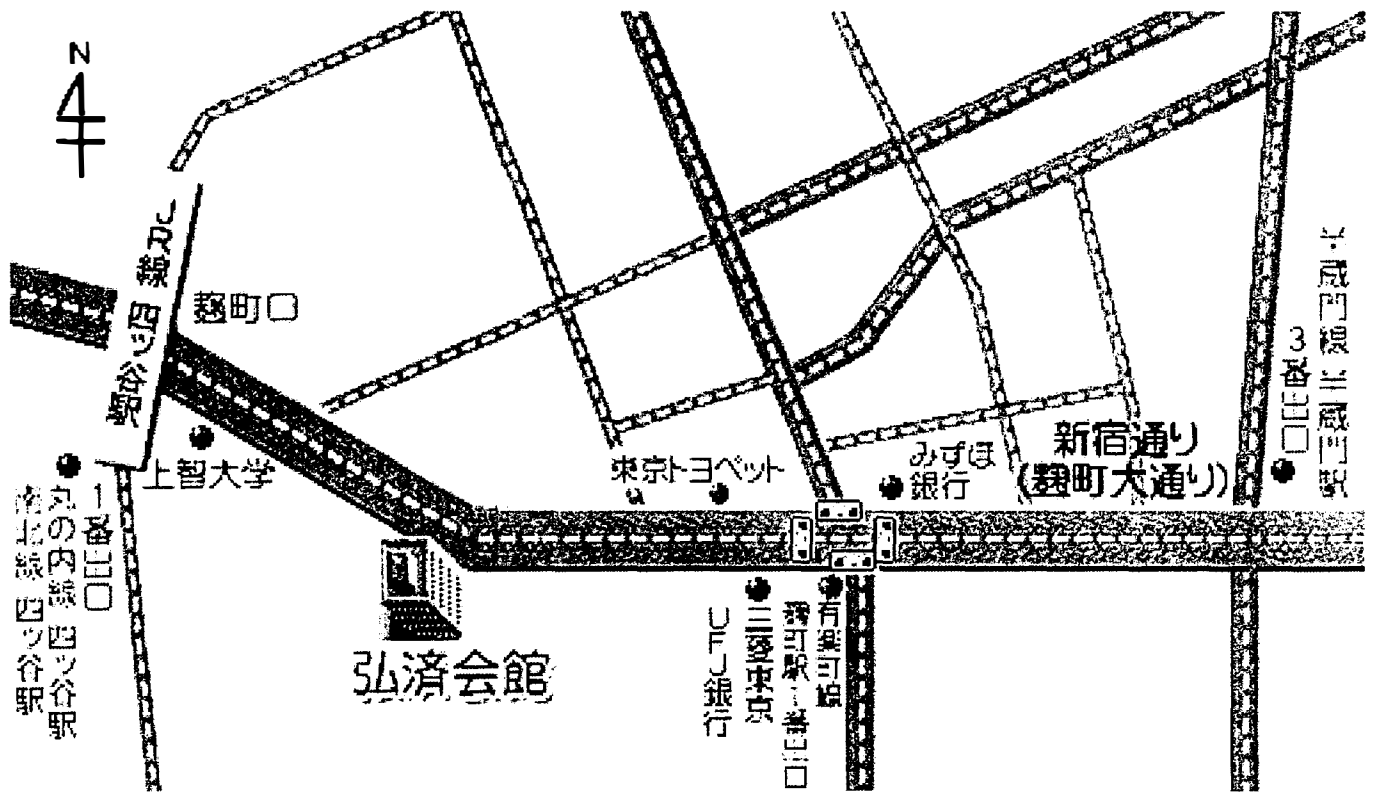 N
JR線 四ツ谷駅
麹町口
上智大学
1番出口
丸の内線 四ツ谷駅
南北線 四ツ谷駅
弘済会館
東京トヨペット
みずほ
銀行
新宿通り
(麹町大通り)
半蔵門線 半蔵門駅
3番出口
有楽町線
麹町駅
番出口
三菱東京
UFJ銀行